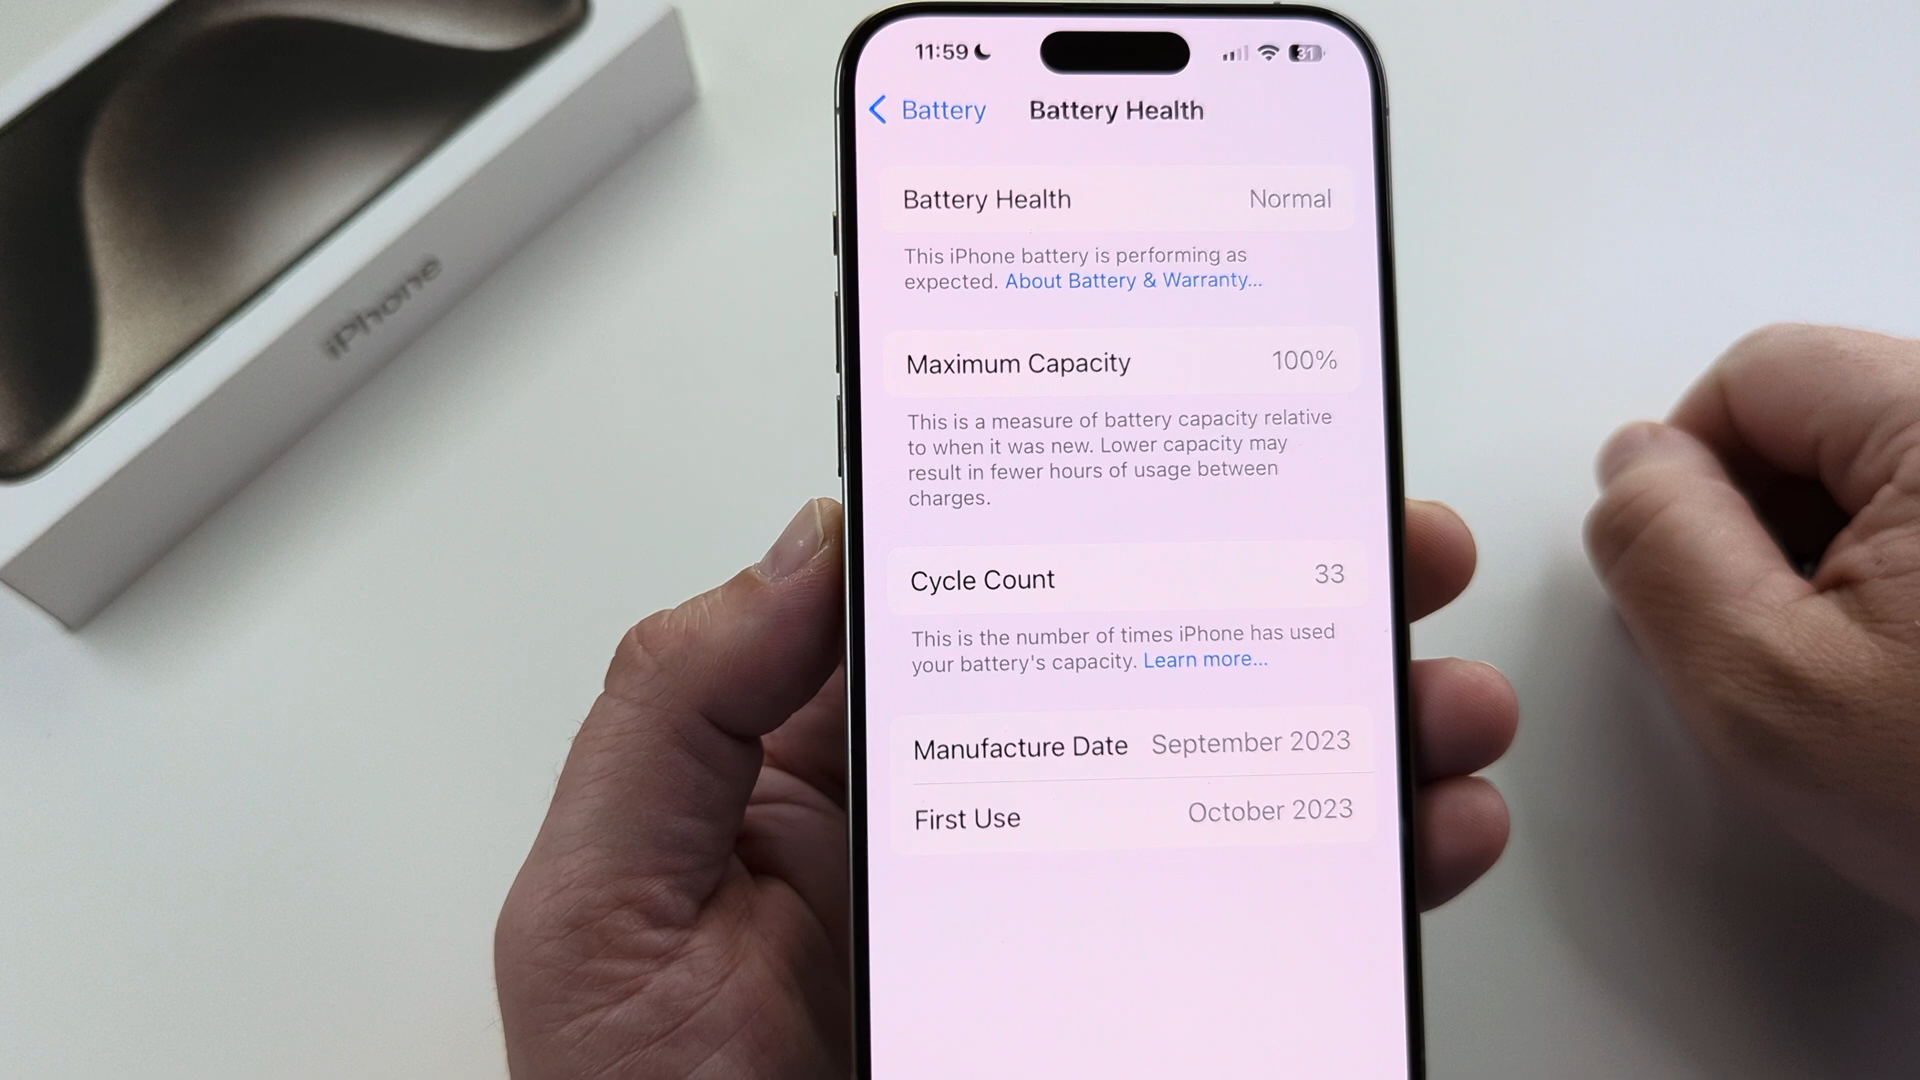 iPhone
11:59
31
Battery Battery Health
Battery Health Normal
This iPhone battery is performing as
expected. About Battery & Warranty...
Maximum Capacity 100%
This is a measure of battery capacity relative
to when it was new. Lower capacity may
result in fewer hours of usage between
charges.
Cycle Count 33
This is the number of times iPhone has used
your battery's capacity. Learn more...
Manufacture Date September 2023
First Use October 2023